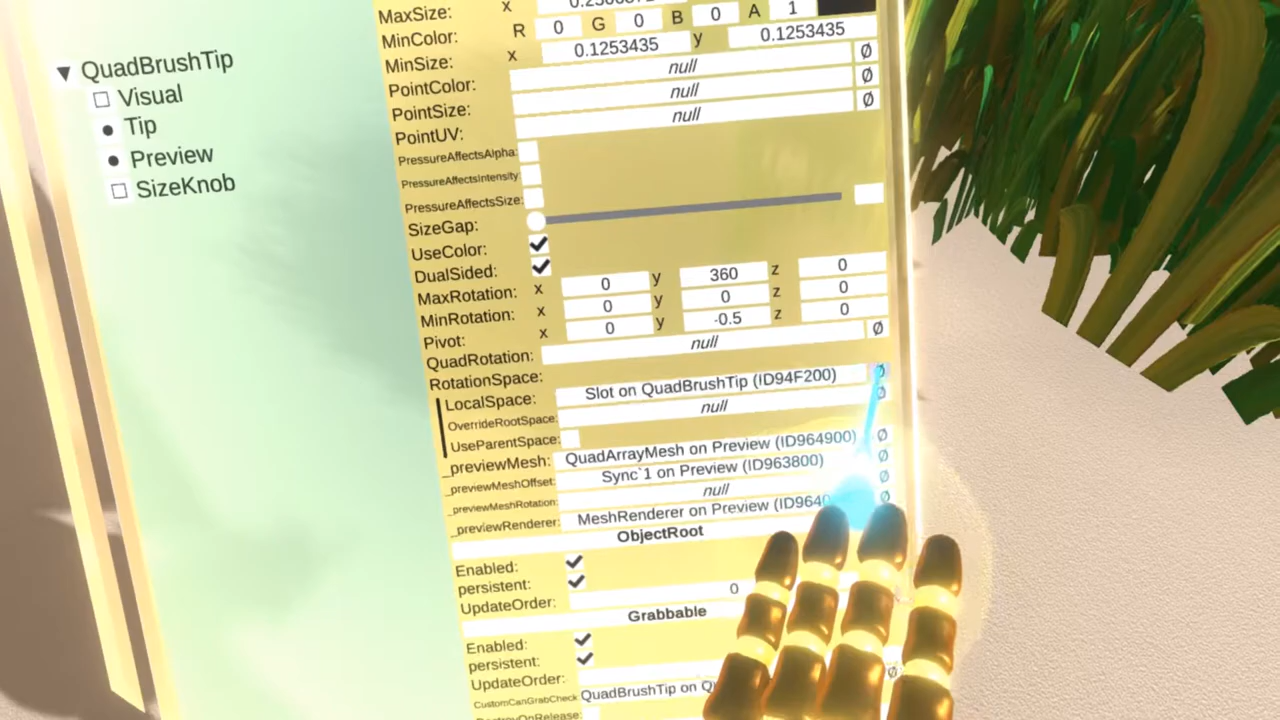 QuadBrushTip
Visual
Tip
Preview
SizeKnob
MaxSize: x
MinColor: R 0 G 0 B 0 A 1
MinSize: x 0.1253435 y 0.1253435
PointColor: null Ø
PointSize: null Ø
PointUV: null Ø
PressureAffectsAlpha:
PressureAffectsIntensity:
PressureAffectsSize:
SizeGap:
UseColor:
DualSided:
MaxRotation: x 0 y 360 z 0
MinRotation: x 0 y 0 z 0
Pivot: x 0 y -0.5 z 0
QuadRotation: null Ø
RotationSpace:
LocalSpace: Slot on QuadBrushTip (ID94F200) Ø
OverrideRootSpace: null Ø
UseParentSpace:
_previewMesh: QuadArrayMesh on Preview (ID964900) Ø
_previewMeshOffset: Sync`1 on Preview (ID963800) Ø
_previewMeshRotation: null Ø
_previewRenderer: MeshRenderer on Preview Ø
ObjectRoot
Enabled:
persistent:
UpdateOrder: 0
Grabbable
Enabled:
persistent:
UpdateOrder:
CustomCanGrabCheck: QuadBrushTip on Ø
DestroyOnRelease: